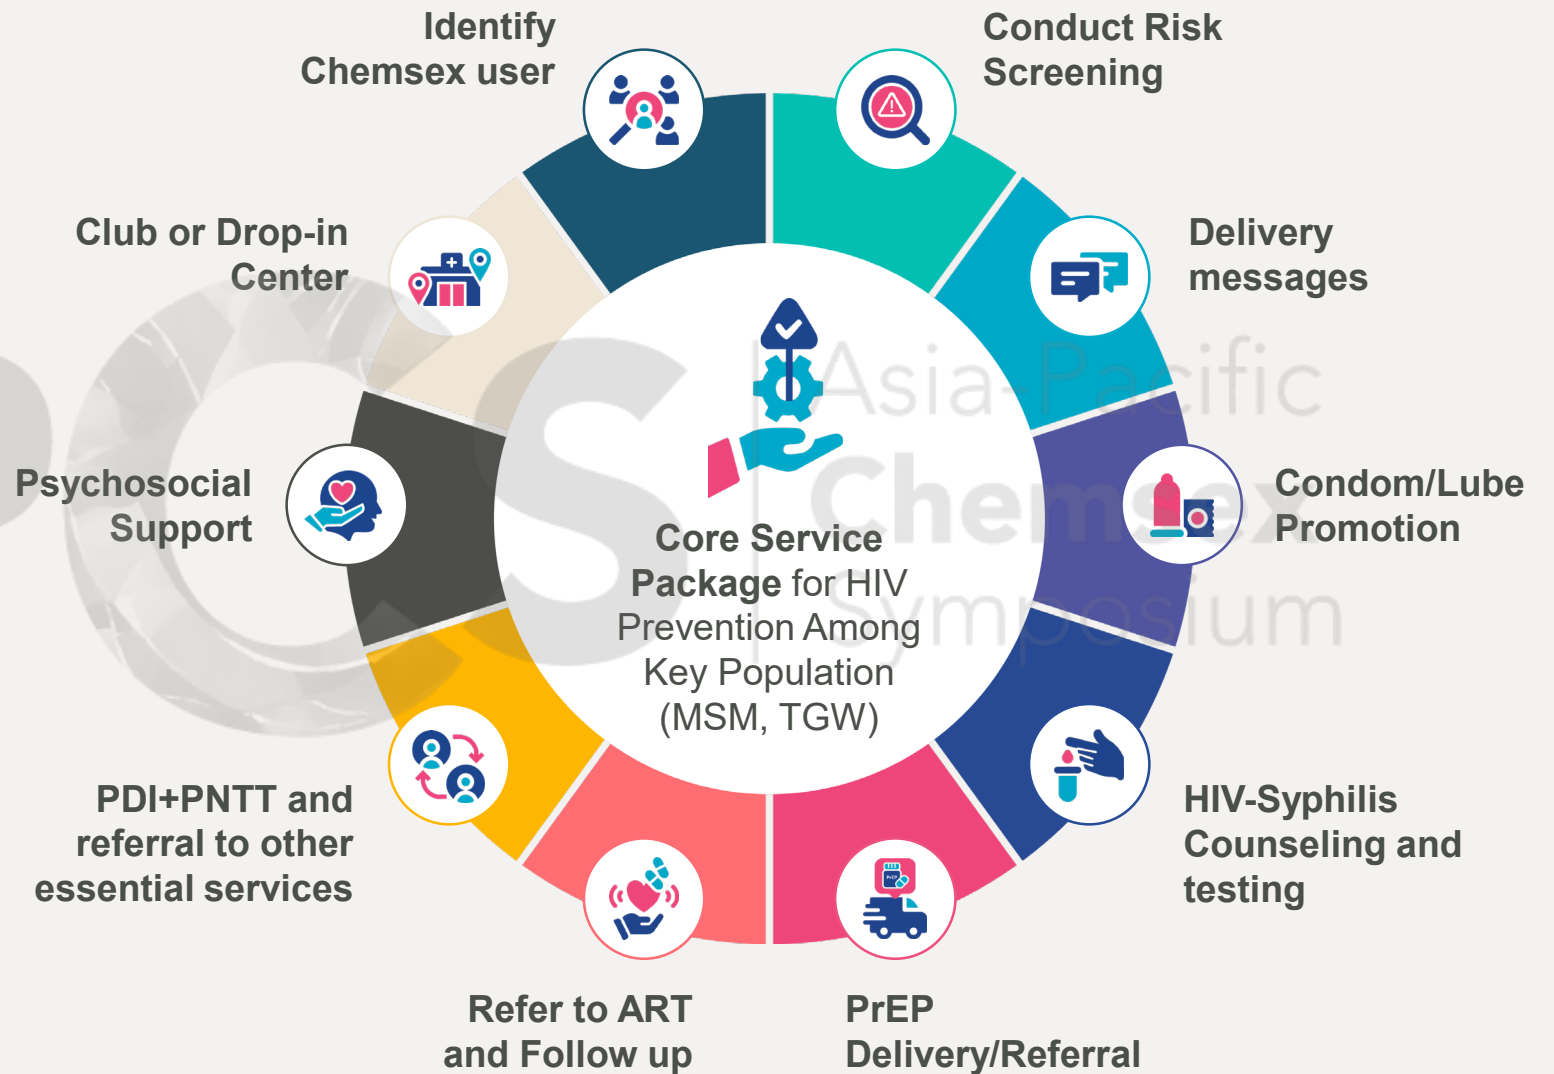 Identify
Chemsex user
Conduct Risk
Screening
Club or Drop-in
Center
Delivery
messages
Psychosocial
Support
Condom/Lube
Promotion
Core Service
Package for HIV
Prevention Among
Key Population
(MSM, TGW)
PDI+PNTT and
referral to other
essential services
HIV-Syphilis
Counseling and
testing
Refer to ART
and Follow up
PrEP
Delivery/Referral
PrEP
CS
Asia-Pacific
Chemsex
Symposium